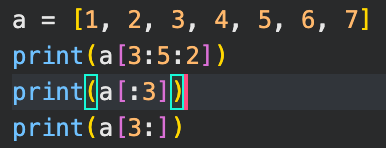 a = [1, 2, 3, 4, 5, 6, 7]
print(a[3:5:2])
print(a[:3])
print(a[3:])